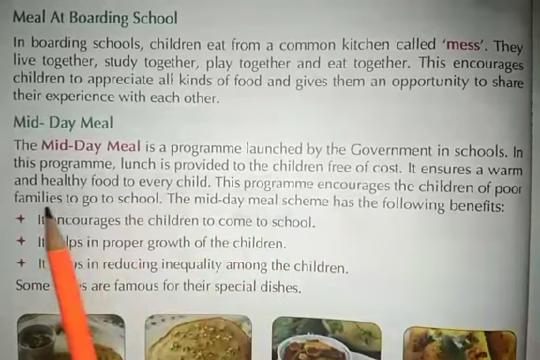 Meal At Boarding School
In boarding schools, children eat from a common kitchen called 'mess'. They
live together, study together, play together and eat together. This encourages
children to appreciate all kinds of food and gives them an opportunity to share
their experience with each other.
Mid- Day Meal
The Mid-Day Meal is a programme launched by the Government in schools. In
this programme, lunch is provided to the children free of cost. It ensures a warm
and healthy food to every child. This programme encourages the children of poor
families to go to school. The mid-day meal scheme has the following benefits:
It encourages the children to come to school.
It helps in proper growth of the children.
It helps in reducing inequality among the children.
Some are famous for their special dishes.